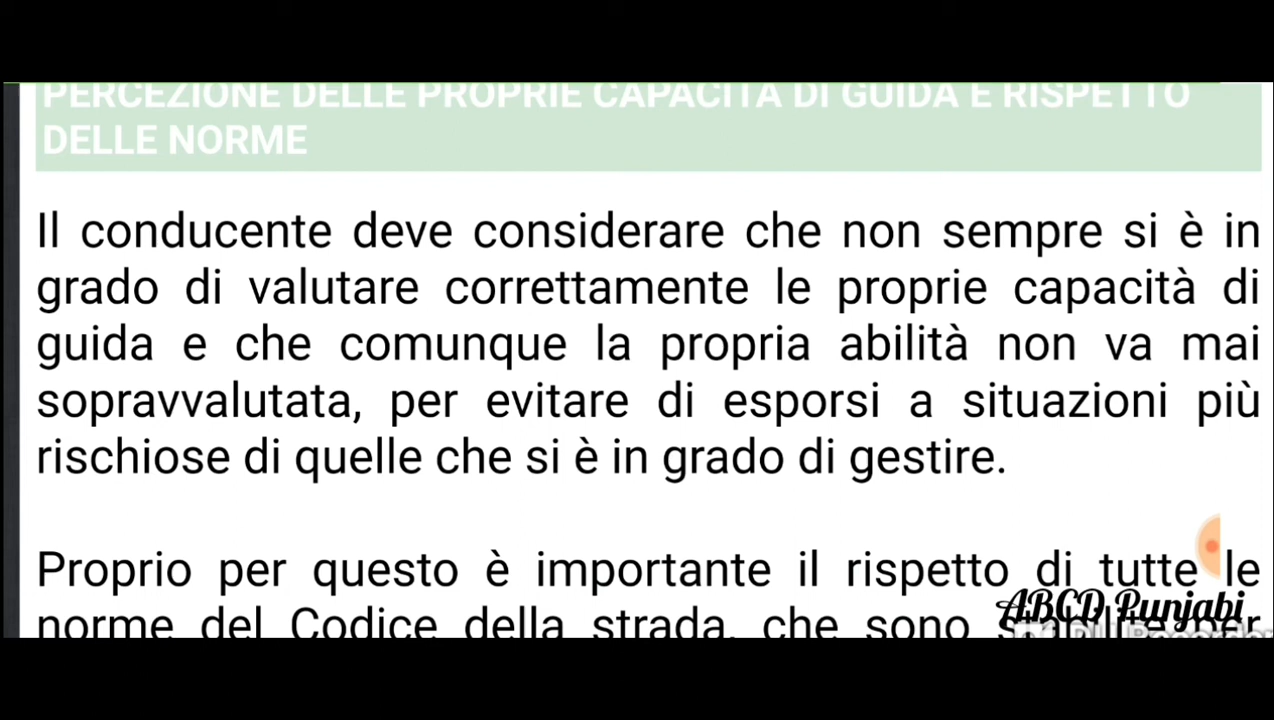 PERCEZIONE DELLE PROPRIE CAPACITÀ DI GUIDA E RISPETTO
DELLE NORME
Il conducente deve considerare che non sempre si è in
grado di valutare correttamente le proprie capacità di
guida e che comunque la propria abilità non va mai
sopravvalutata, per evitare di esporsi a situazioni più
rischiose di quelle che si è in grado di gestire.
Proprio per questo è importante il rispetto di tutte le
norme del Codice della strada, che sono per
ABCD Punjabi